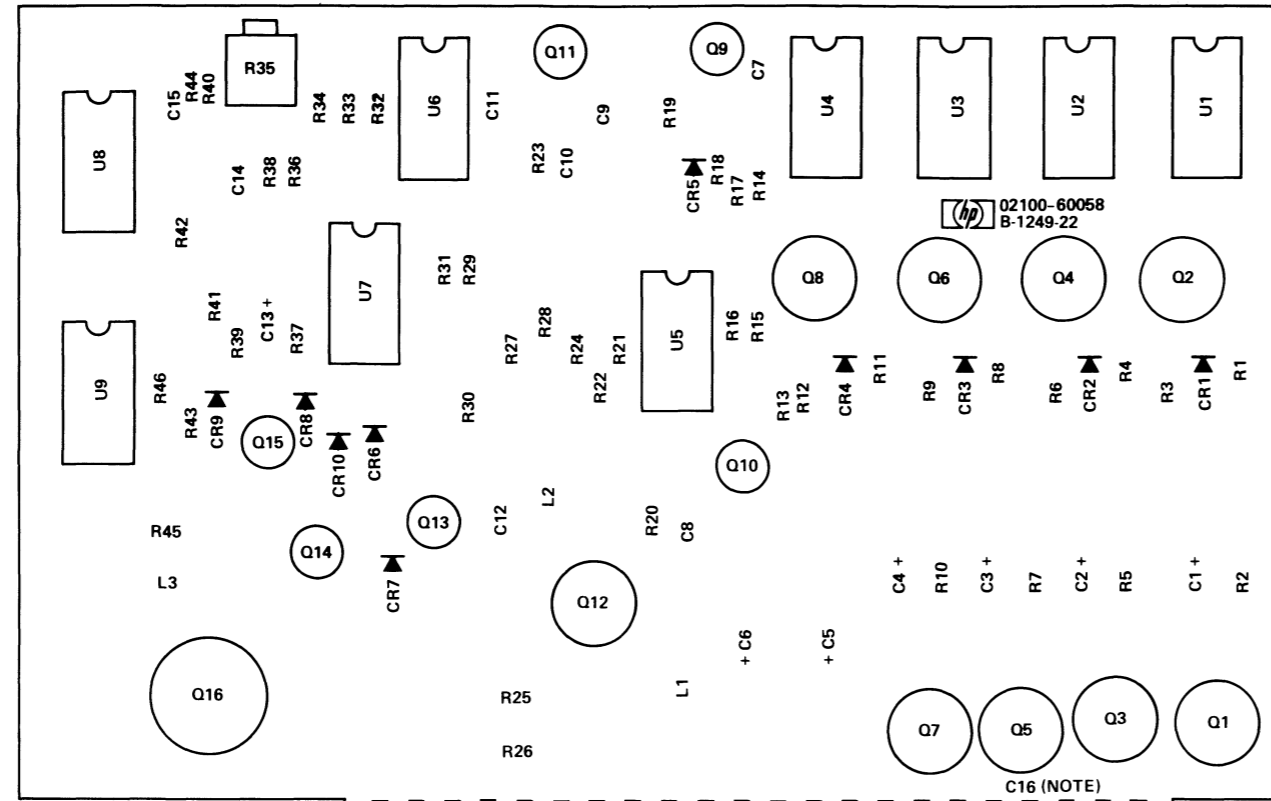 Q11
Q9
R35
C7
R44
R40
C15
R34
R33
R32
U6
C11
C9
R19
U4
U3
U2
U1
U8
R23
C10
R18
CR5
R17
R14
C14
R38
R36
hp 02100-60058
B-1249-22
R42
U7
R31
R29
Q8
Q6
Q4
Q2
R41
C13 +
R39
R37
R28
R27
R24
R21
U5
R16
R15
U9
R46
R22
R13
R12
CR4
R11
R9
CR3
R8
R6
CR2
R4
R3
CR1
R1
R43
CR9
Q15
CR8
CR10
CR6
R30
Q10
L2
Q13
C12
R20
C8
R45
Q14
L3
CR7
Q12
C4 +
R10
C3 +
R7
C2 +
R5
C1 +
R2
+ C6
+ C5
Q16
R25
L1
Q7
Q5
Q3
Q1
R26
C16 (NOTE)